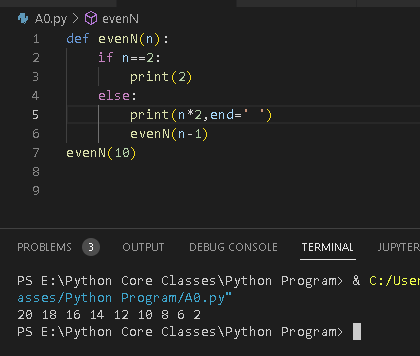 A0.py > evenN
1 def evenN(n):
2 if n==2:
3 print(2)
4 else:
5 print(n*2,end=' ')
6 evenN(n-1)
7 evenN(10)
8
9
PROBLEMS 3 OUTPUT DEBUG CONSOLE TERMINAL JUPYTER
PS E:\Python Core Classes\Python Program> & C:/User
asses/Python Program/A0.py"
20 18 16 14 12 10 8 6 2
PS E:\Python Core Classes\Python Program>